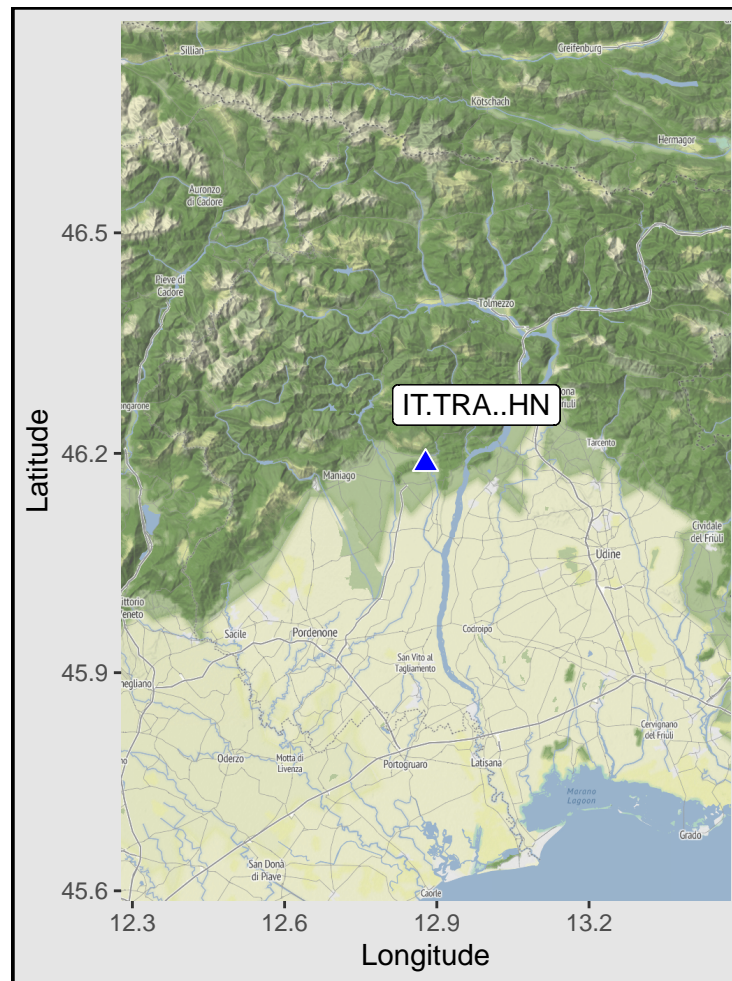 Sillian
Greifenburg
Kötschach
Hermagor
Auronzo
di Cadore
46.5
Pieve di
Cadore
Tolmezzo
IT.TRA..HN
46.2
Tarcento
Maniago
Cividale
del Friuli
Udine
Sacile
Pordenone
Codroipo
San Vito al
Tagliamento
45.9
Cervignano
del Friuli
Oderzo
Motta di
Livenza
Portogruaro
Latisana
Marano
Lagoon
Grado
San Donà
di Piave
45.6
Caorle
12.3
12.6
12.9
13.2
Latitude
Longitude